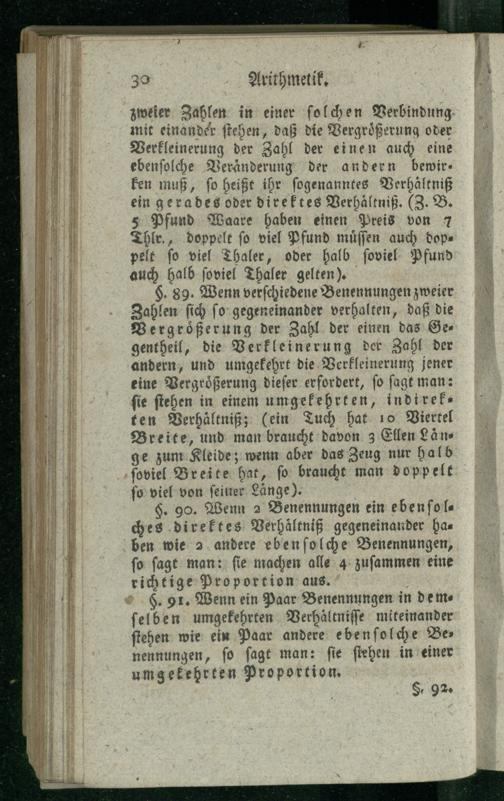 30 Arithmetik.
zweier Zahlen in einer solchen Verbindung
mit einander stehen, daß die Vergrößerung oder
Verkleinerung der Zahl der einen auch eine
ebensolche Veränderung der andern bewir-
ken muß, so heißt ihr sogenanntes Verhältniß
ein gerades oder direktes Verhältniß. (Z. B.
5 Pfund Waare haben einen Preis von 7
Thlr., doppelt so viel Pfund müssen auch dop-
pelt so viel Thaler, oder halb soviel Pfund
auch halb soviel Thaler gelten).
§. 89. Wenn verschiedene Benennungen zweier
Zahlen sich so gegeneinander verhalten, daß die
Vergrößerung der Zahl der einen das Ge-
gentheil, die Verkleinerung der Zahl der
andern, und umgekehrt die Verkleinerung jener
eine Vergrößerung dieser erfordert, so sagt man:
sie stehen in einem umgekehrten, indirek-
ten Verhältniß; (ein Tuch hat 10 Viertel
Breite, und man braucht davon 3 Ellen Län-
ge zum Kleide; wenn aber das Zeug nur halb
soviel Breite hat, so braucht man doppelt
so viel von seiner Länge).
§. 90. Wenn 2 Benennungen ein ebensol-
ches direktes Verhältniß gegeneinander ha-
ben wie 2 andere ebensolche Benennungen,
so sagt man: sie machen alle 4 zusammen eine
richtige Proportion aus.
§. 91. Wenn ein Paar Benennungen in dem-
selben umgekehrten Verhältnisse miteinander
stehen wie ein Paar andere ebensolche Be-
nennungen, so sagt man: sie stehen in einer
umgekehrten Proportion.
§. 92.